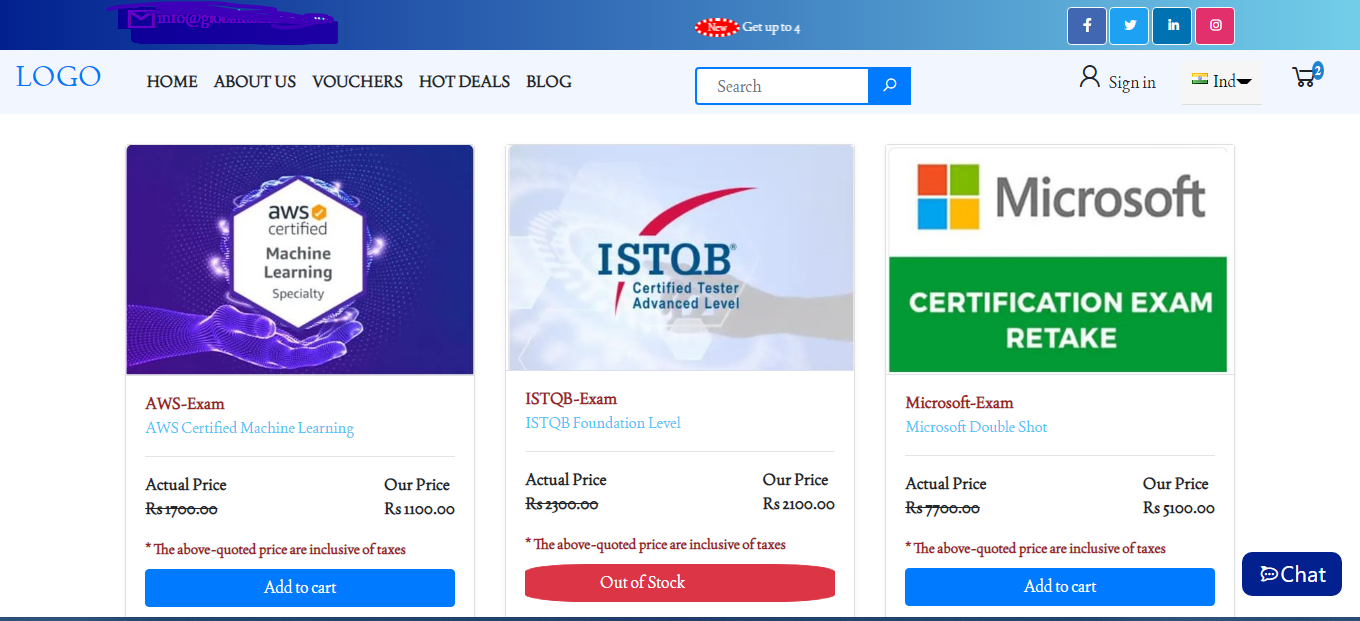 New Get up to 4
LOGO HOME ABOUT US VOUCHERS HOT DEALS BLOG Search Sign in Ind 2
aws
certified
Machine
Learning
Specialty
AWS-Exam
AWS Certified Machine Learning
Actual Price Our Price
Rs 1700.00 Rs 1100.00
* The above-quoted price are inclusive of taxes
Add to cart
ISTQB®
Certified Tester
Advanced Level
ISTQB-Exam
ISTQB Foundation Level
Actual Price Our Price
Rs 2300.00 Rs 2100.00
* The above-quoted price are inclusive of taxes
Out of Stock
Microsoft
CERTIFICATION EXAM
RETAKE
Microsoft-Exam
Microsoft Double Shot
Actual Price Our Price
Rs 7700.00 Rs 5100.00
* The above-quoted price are inclusive of taxes
Add to cart
Chat